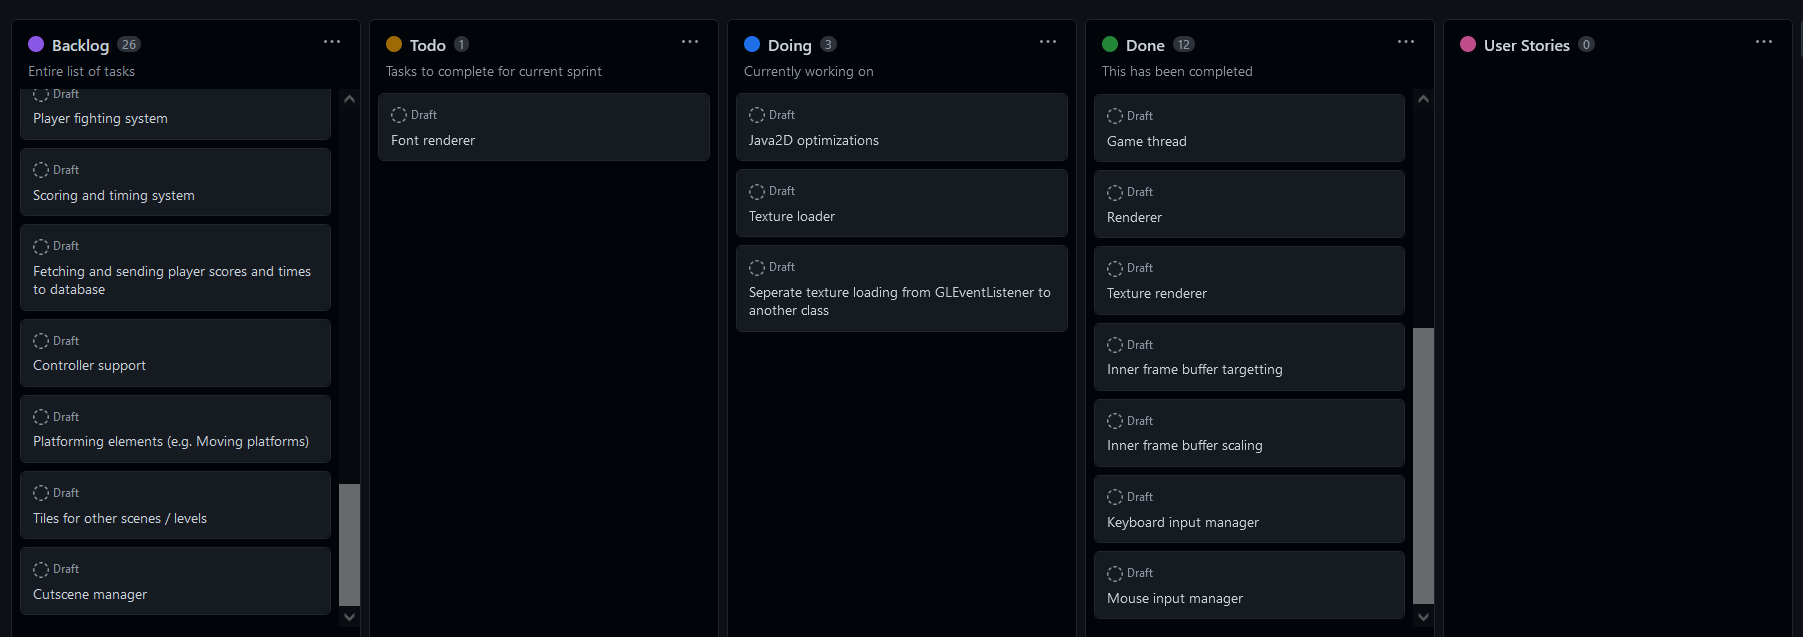 Backlog 26
Entire list of tasks
Draft
Player fighting system
Draft
Scoring and timing system
Draft
Fetching and sending player scores and times
to database
Draft
Controller support
Draft
Platforming elements (e.g. Moving platforms)
Draft
Tiles for other scenes / levels
Draft
Cutscene manager
Todo 1
Tasks to complete for current sprint
Draft
Font renderer
Doing 3
Currently working on
Draft
Java2D optimizations
Draft
Texture loader
Draft
Seperate texture loading from GLEventListener to
another class
Done 12
This has been completed
Draft
Game thread
Draft
Renderer
Draft
Texture renderer
Draft
Inner frame buffer targetting
Draft
Inner frame buffer scaling
Draft
Keyboard input manager
Draft
Mouse input manager
User Stories 0